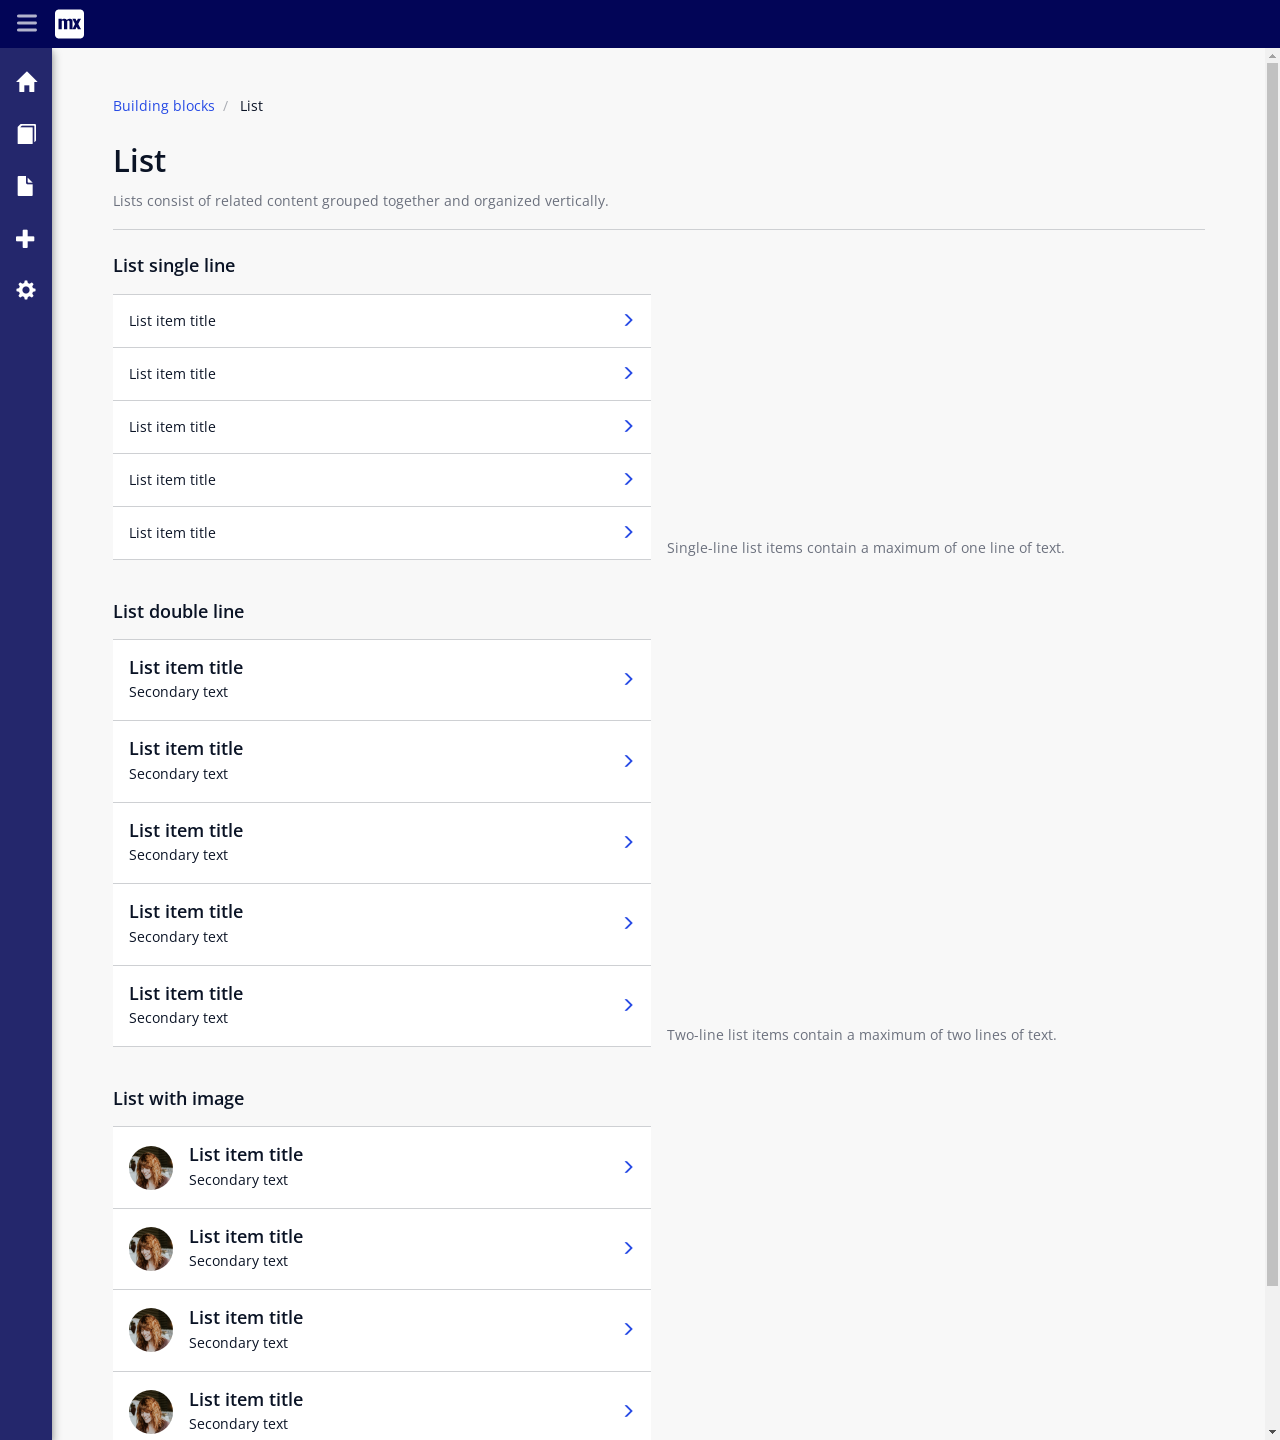 mx
Building blocks / List
List
Lists consist of related content grouped together and organized vertically.
List single line
List item title
List item title
List item title
List item title
List item title
Single-line list items contain a maximum of one line of text.
List double line
List item title
Secondary text
List item title
Secondary text
List item title
Secondary text
List item title
Secondary text
List item title
Secondary text
Two-line list items contain a maximum of two lines of text.
List with image
List item title
Secondary text
List item title
Secondary text
List item title
Secondary text
List item title
Secondary text